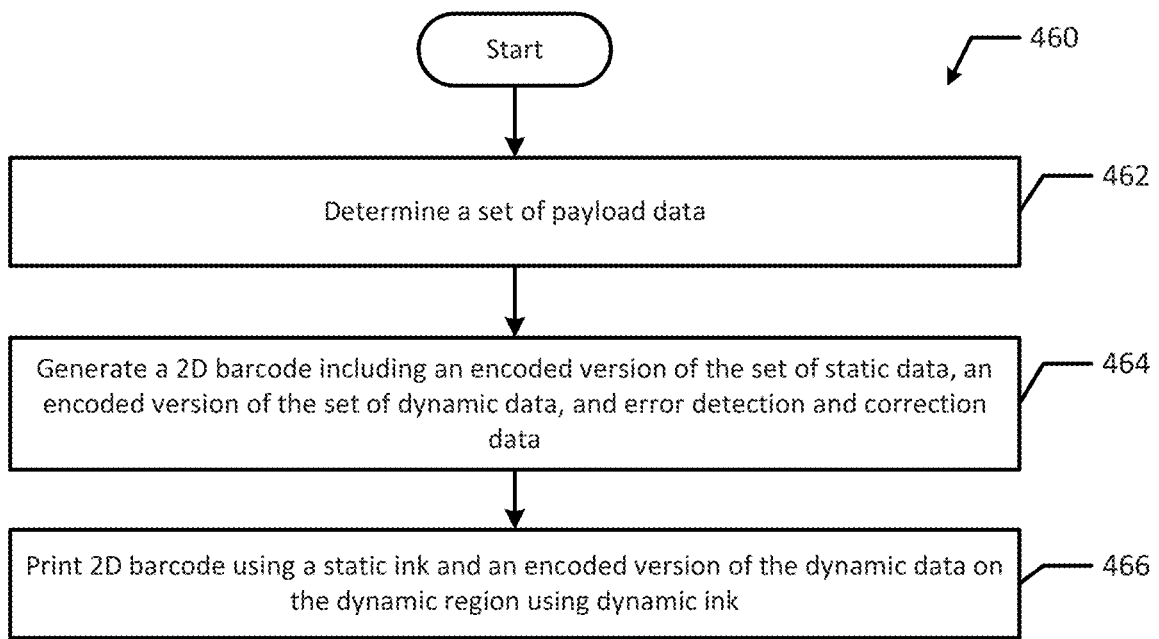 Start
460
Determine a set of payload data
462
Generate a 2D barcode including an encoded version of the set of static data, an
encoded version of the set of dynamic data, and error detection and correction
data
464
Print 2D barcode using a static ink and an encoded version of the dynamic data on
the dynamic region using dynamic ink
466